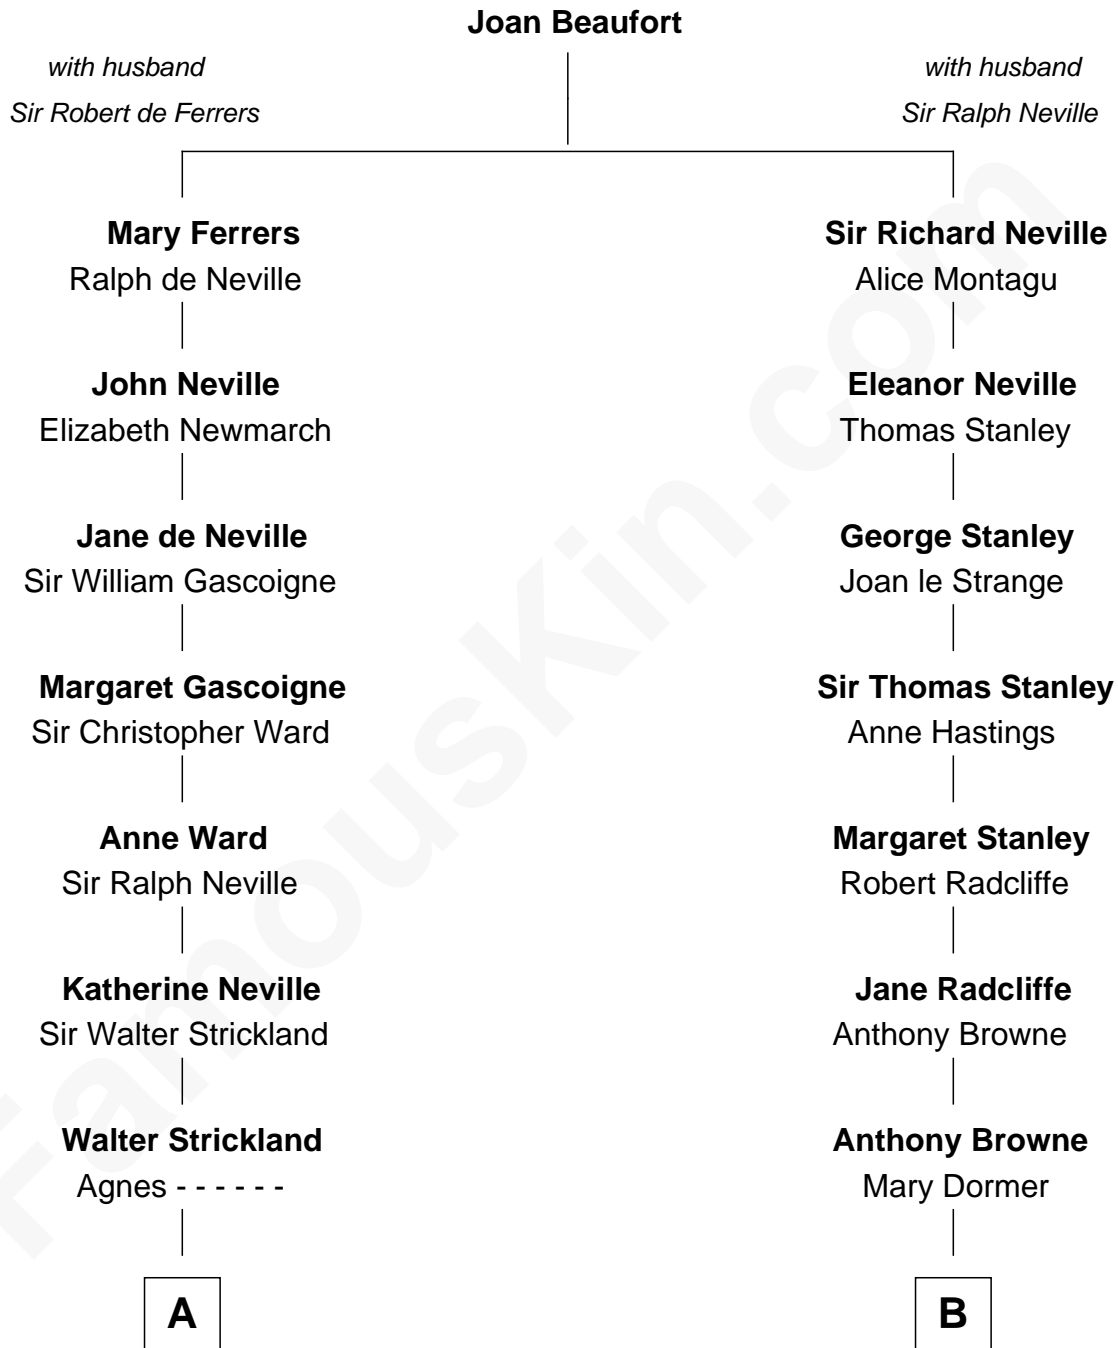 Joan Beaufort
with husband
Sir Robert de Ferrers
with husband
Sir Ralph Neville
Mary Ferrers
Ralph de Neville
Sir Richard Neville
Alice Montagu
John Neville
Elizabeth Newmarch
Eleanor Neville
Thomas Stanley
Jane de Neville
Sir William Gascoigne
George Stanley
Joan le Strange
Margaret Gascoigne
Sir Christopher Ward
Sir Thomas Stanley
Anne Hastings
Anne Ward
Sir Ralph Neville
Margaret Stanley
Robert Radcliffe
Katherine Neville
Sir Walter Strickland
Jane Radcliffe
Anthony Browne
Walter Strickland
Agnes - - - - - -
Anthony Browne
Mary Dormer
A
B
FamousKin.com